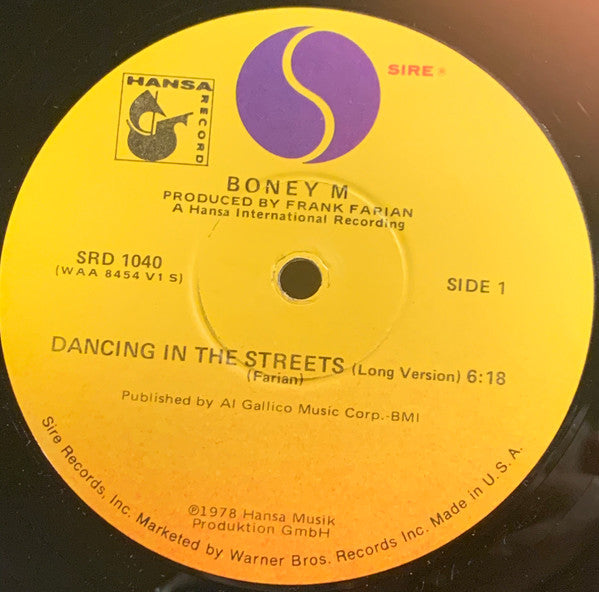 HANSA
RECORD
SIRE®
BONEY M
PRODUCED BY FRANK FARIAN
A Hansa International Recording
SRD 1040
(WAA 8454 V1 S)
SIDE 1
DANCING IN THE STREETS (Long Version) 6:18
(Farian)
Published by Al Gallico Music Corp.-BMI
℗1978 Hansa Musik
Produktion GmbH
Sire Records, Inc. Marketed by Warner Bros. Records Inc. Made in U.S.A.